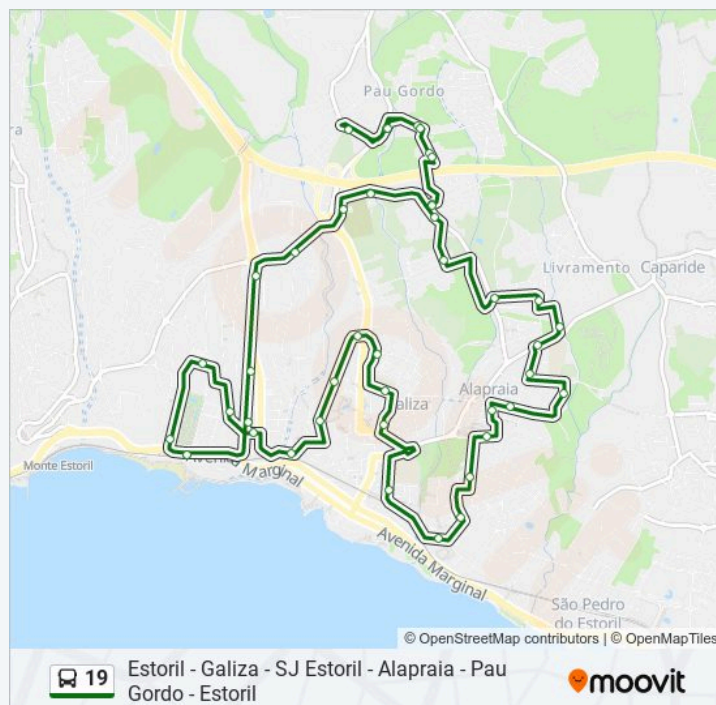 Pau Gordo
Livramento
Caparide
Alapraia
Galiza
Monte Estoril
Avenida Marginal
Avenida Marginal
São Pedro
do Estoril
© OpenStreetMap contributors | © OpenMapTiles
19
Estoril - Galiza - SJ Estoril - Alapraia - Pau
Gordo - Estoril
moovit